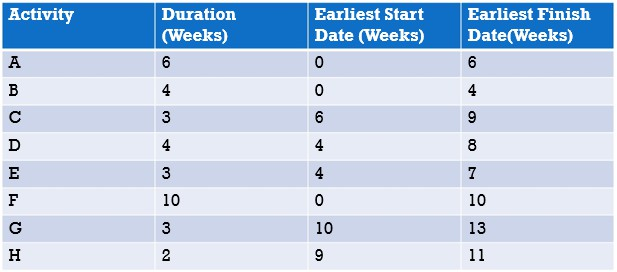 Activity Duration (Weeks) Earliest Start Date (Weeks) Earliest Finish Date(Weeks)
A 6 0 6
B 4 0 4
C 3 6 9
D 4 4 8
E 3 4 7
F 10 0 10
G 3 10 13
H 2 9 11